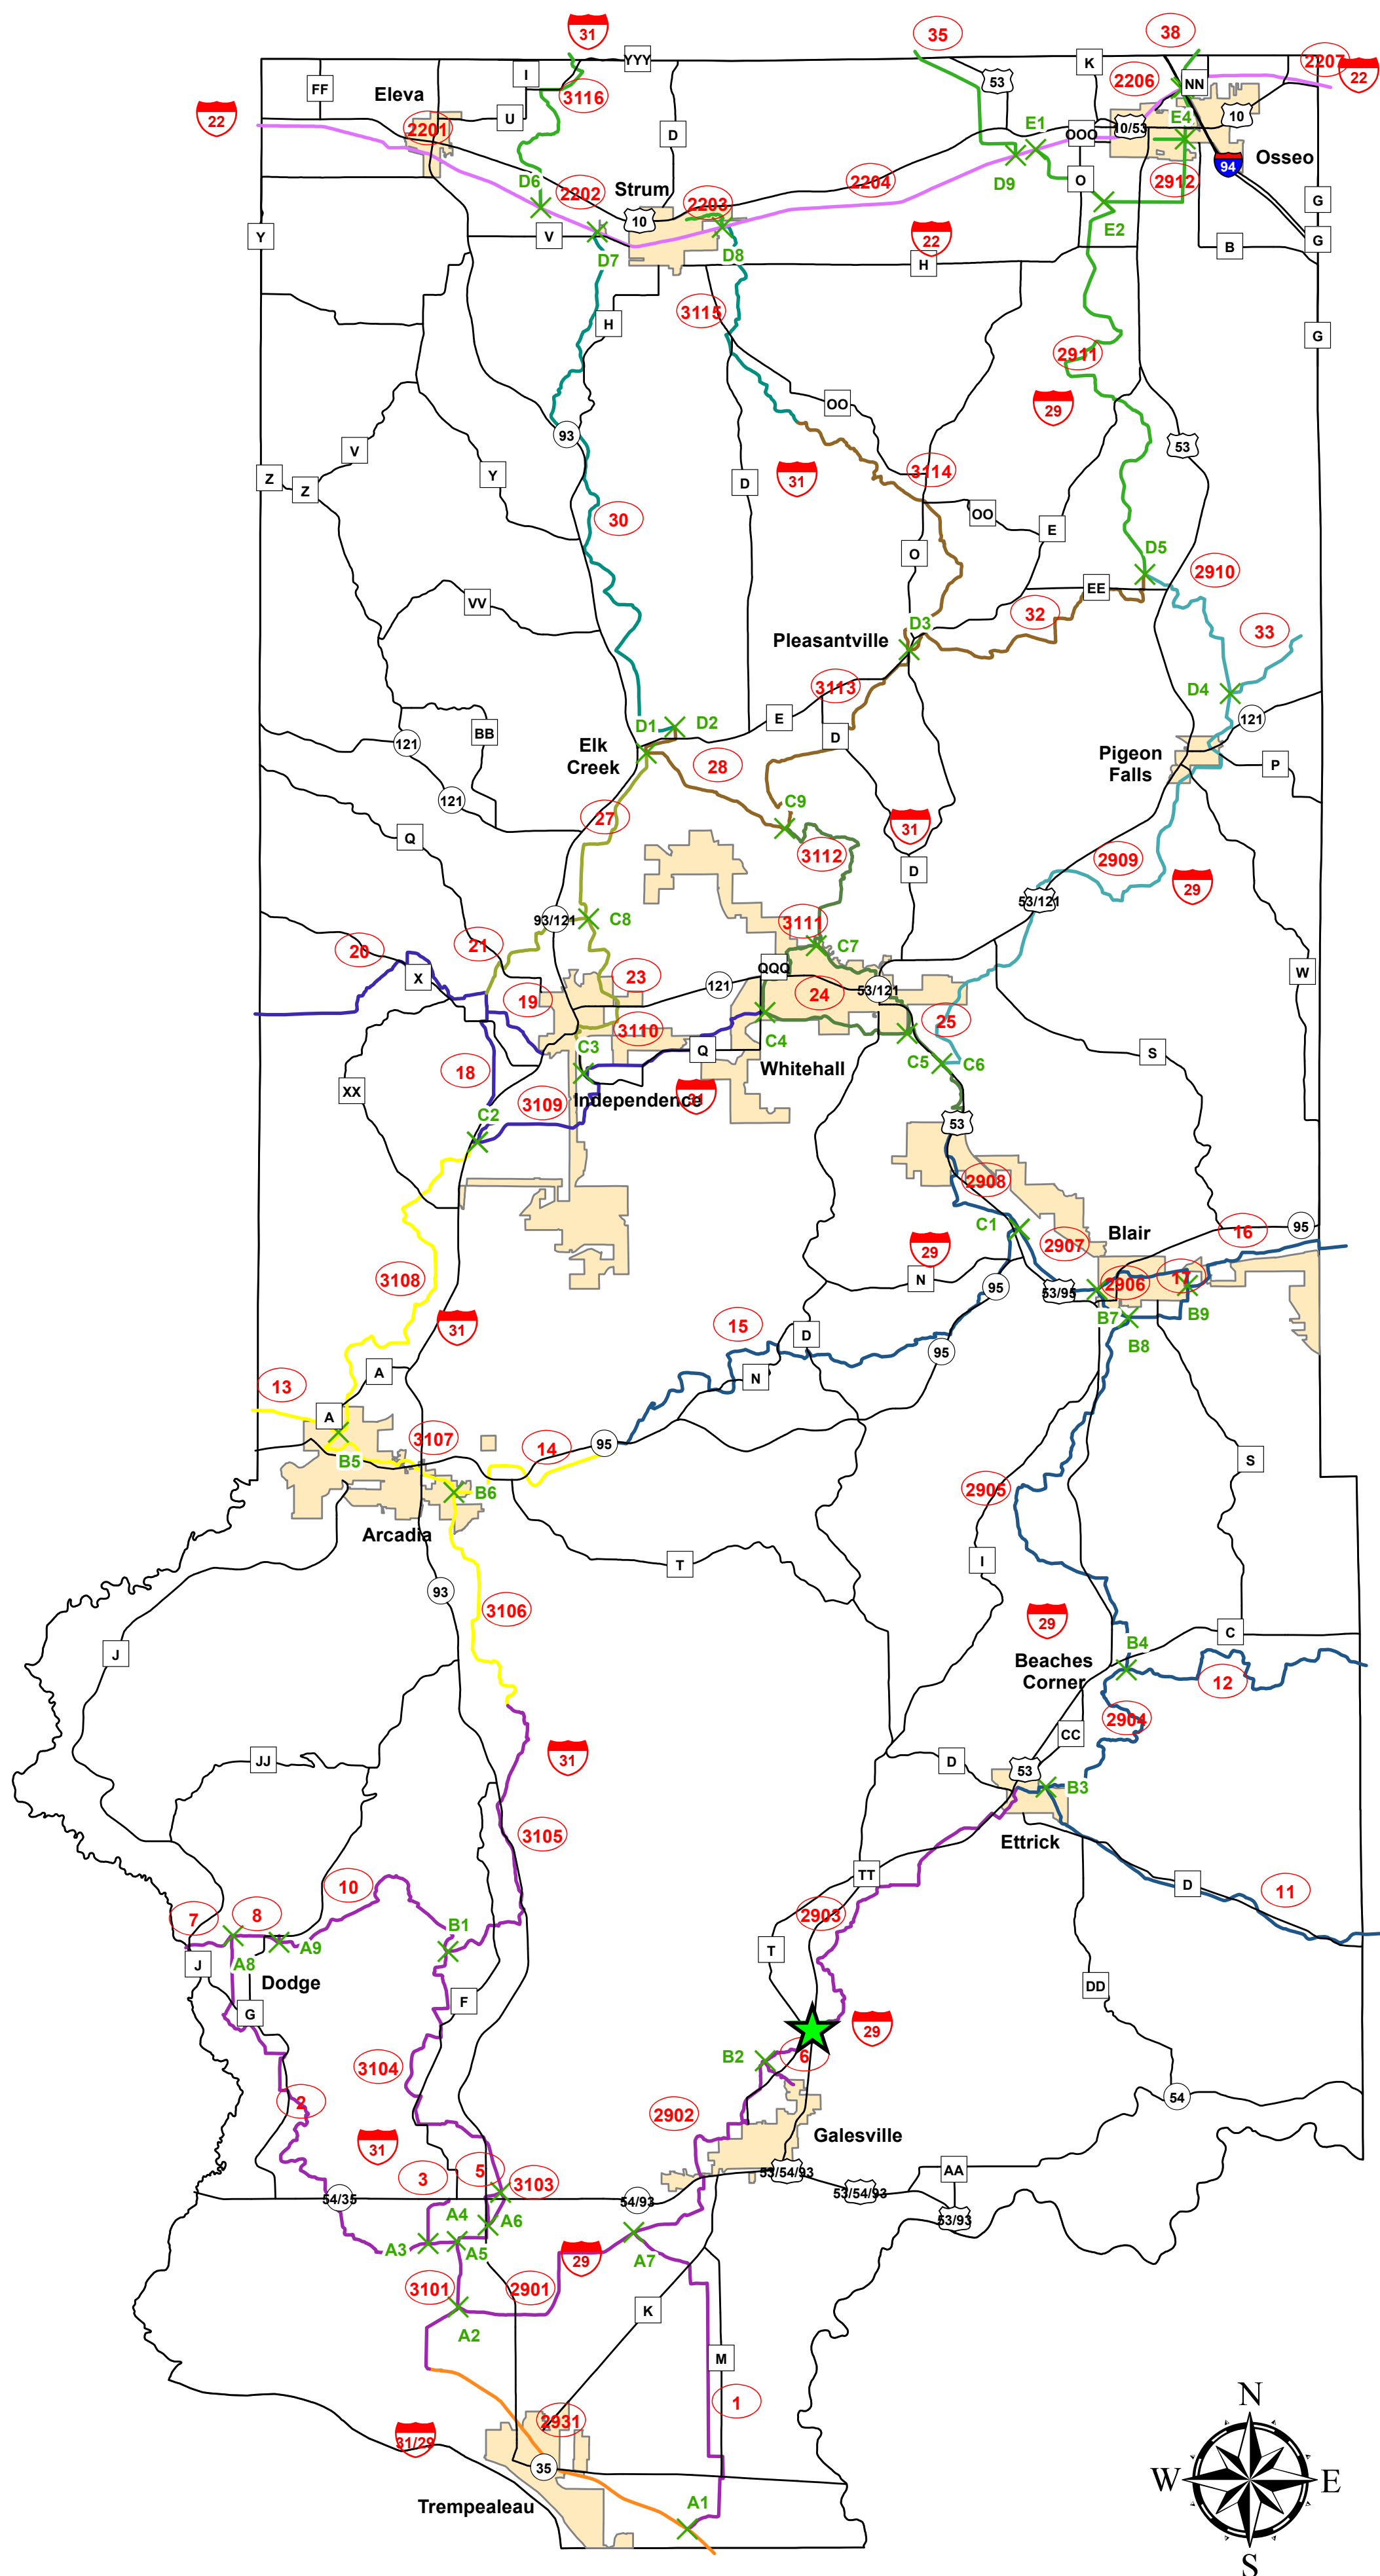 31
35
38
YYY
K
2207
22
I
53
2206
NN
FF
3116
Eleva
22
U
E4
10
2201
D
OOO
10/53
E1
Osseo
94
D6
2202
Strum
2204
D9
O
2912
G
2203
10
E2
Y
V
D7
D8
22
H
B
G
3115
H
G
2911
OO
29
93
V
53
Z
Z
Y
D
31
3114
30
OO
E
O
D5
2910
EE
VV
32
D3
33
Pleasantville
3113
D4
121
D1
D2
E
BB
121
D
Elk
Creek
28
Pigeon
Falls
P
121
C9
27
31
Q
3112
2909
D
29
53/121
93/121
C8
3111
20
21
C7
QQQ
W
X
23
121
24
53/121
19
25
3110
C4
C3
Q
C5
C6
S
18
Whitehall
XX
31
Independence
3109
C2
53
2908
C1
16
95
Blair
29
2907
3108
N
95
53/95
2906
17
B7
B8
B9
31
15
D
95
A
N
13
A
3107
14
95
B5
S
B6
2905
Arcadia
I
T
93
3106
29
C
B4
J
Beaches
Corner
12
2904
CC
31
JJ
D
53
B3
3105
Ettrick
TT
10
D
11
7
8
2903
B1
A9
T
A8
J
Dodge
DD
F
G
29
B2
6
3104
2
54
2902
Galesville
31
AA
3
5
53/54/93
3103
54/35
54/93
53/54/93
A4
A6
53/93
A3
A5
A7
29
3101
2901
K
A2
M
1
N
2931
31/29
35
W
E
A1
Trempealeau
S